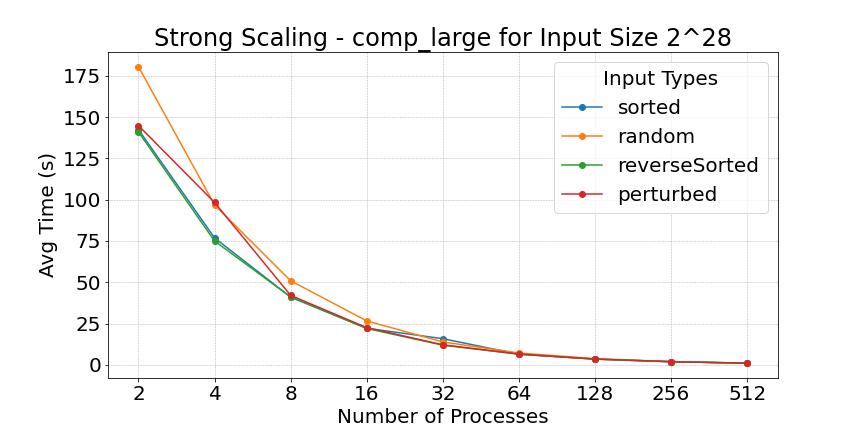 Strong Scaling - comp_large for Input Size 2^28
Avg Time (s)
175
150
125
100
75
50
25
0
Input Types
sorted
random
reverseSorted
perturbed
2 4 8 16 32 64 128 256 512
Number of Processes